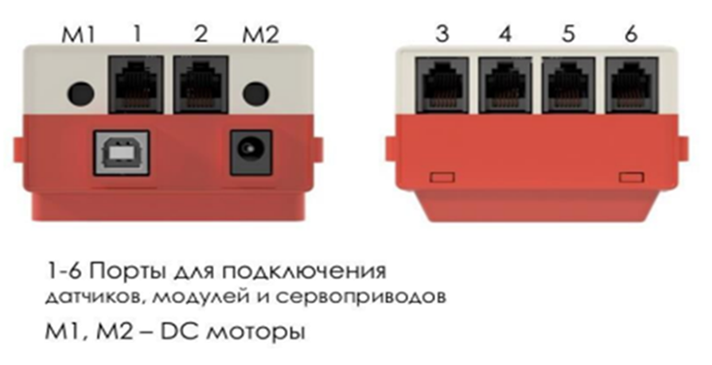 M1 1 2 M2 3 4 5 6
1-6 Порты для подключения
датчиков, модулей и сервоприводов
M1, M2 – DC моторы